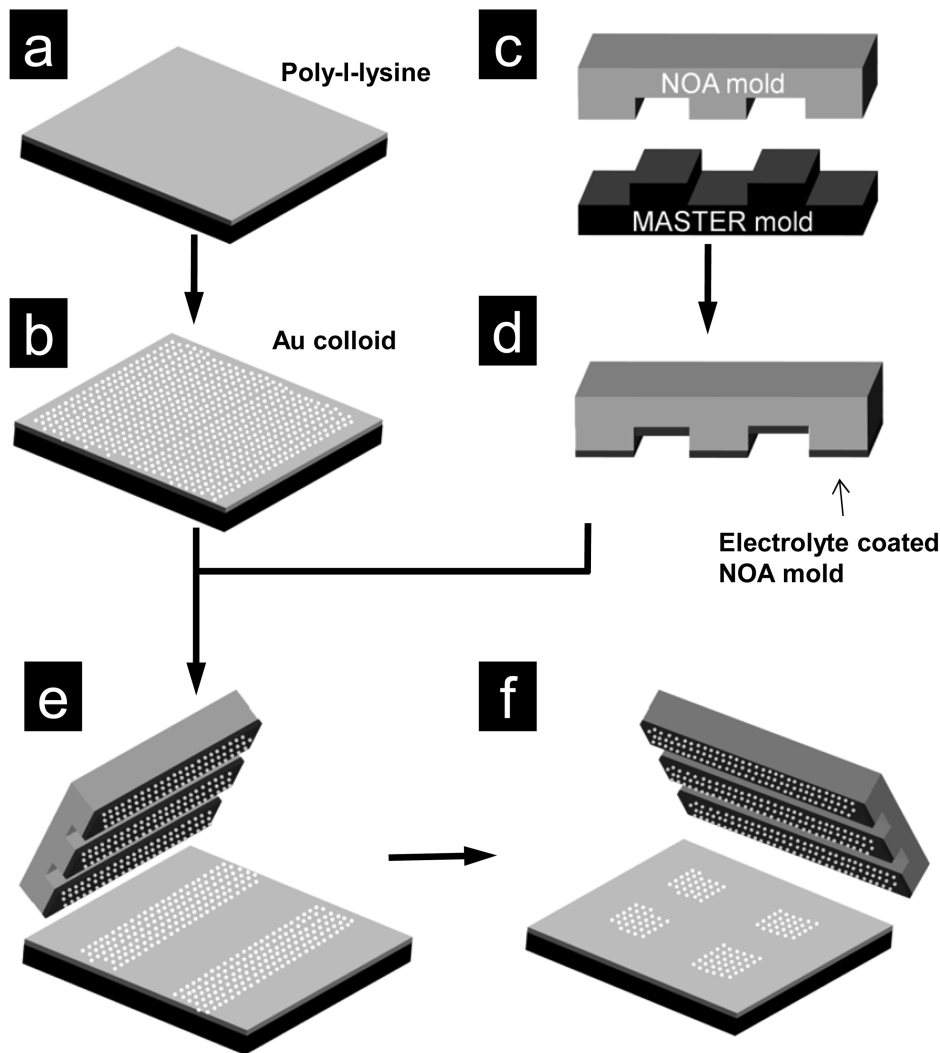 a
Poly-l-lysine
c
NOA mold
MASTER mold
b
Au colloid
d
Electrolyte coated
NOA mold
e
f